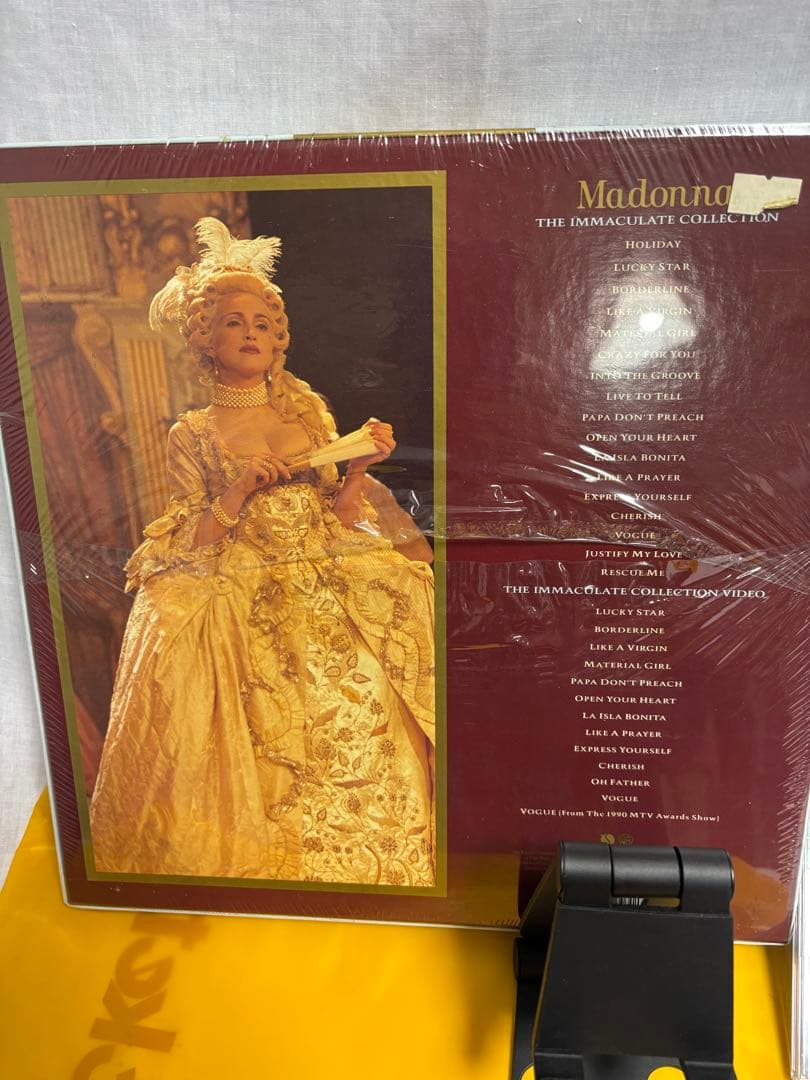 Madonna
THE IMMACULATE COLLECTION
HOLIDAY
LUCKY STAR
BORDERLINE
LIKE A VIRGIN
MATERIAL GIRL
CRAZY FOR YOU
INTO THE GROOVE
LIVE TO TELL
PAPA DON'T PREACH
OPEN YOUR HEART
LA ISLA BONITA
LIKE A PRAYER
EXPRESS YOURSELF
CHERISH
VOGUE
JUSTIFY MY LOVE
RESCUE ME
THE IMMACULATE COLLECTION VIDEO
LUCKY STAR
BORDERLINE
LIKE A VIRGIN
MATERIAL GIRL
PAPA DON'T PREACH
OPEN YOUR HEART
LA ISLA BONITA
LIKE A PRAYER
EXPRESS YOURSELF
CHERISH
OH FATHER
VOGUE
VOGUE (From The 1990 MTV Awards Show)